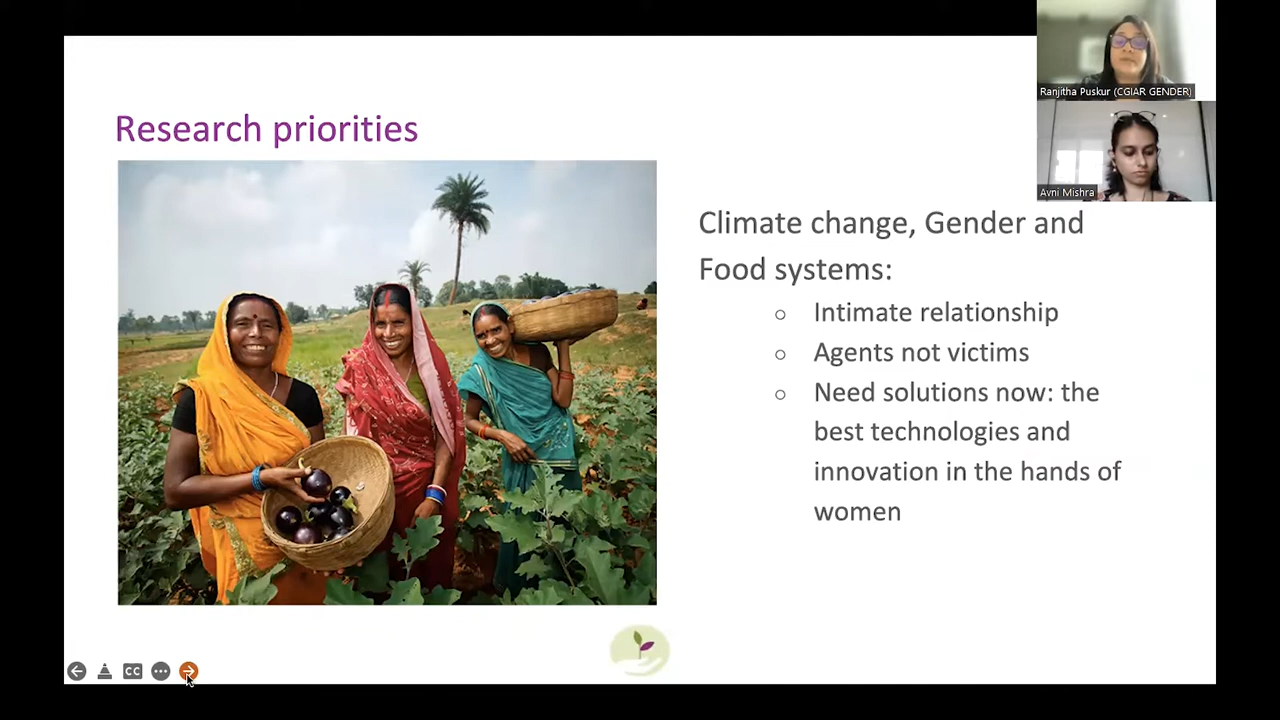 Research priorities
Ranjitha Puskur (CGIAR GENDER)
Avni Mishra
Climate change, Gender and
Food systems:
○ Intimate relationship
○ Agents not victims
○ Need solutions now: the
best technologies and
innovation in the hands of
women
CC